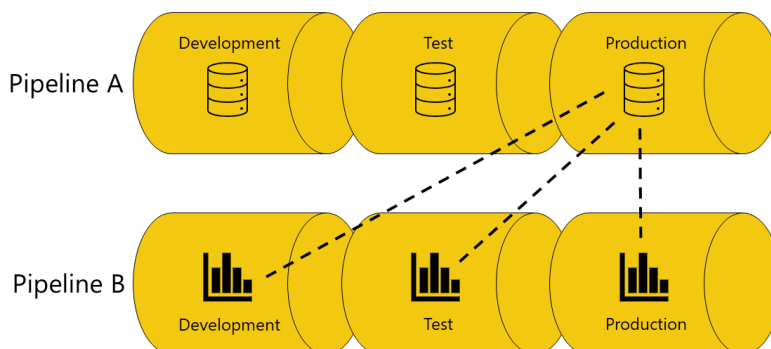 Development
Test
Production
Pipeline A
Pipeline B
Development
Test
Production